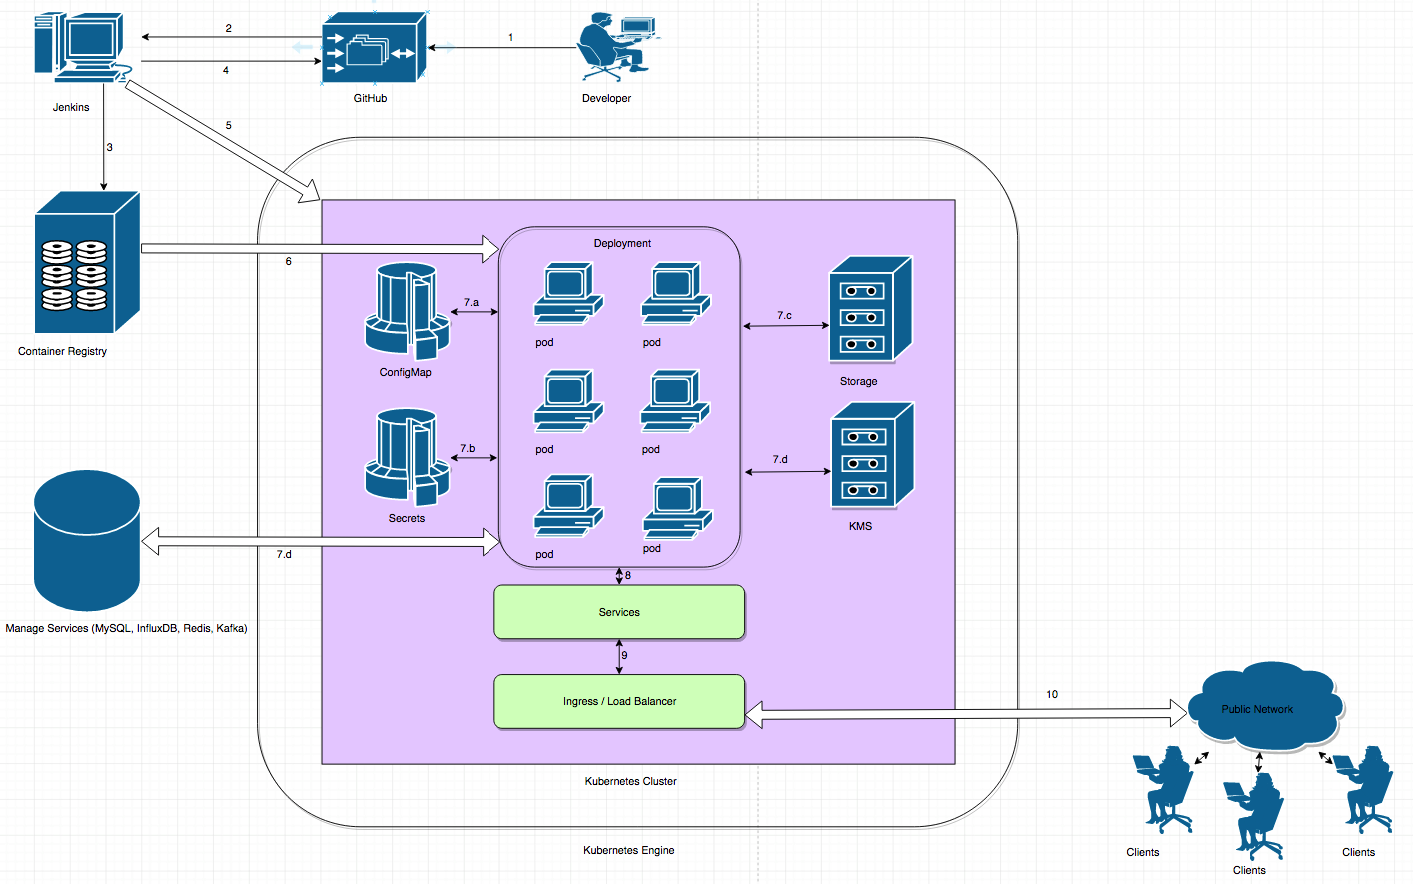 2
1
4
Jenkins
GitHub
Developer
5
3
6
Container Registry
Deployment
7.a
7.c
pod
pod
ConfigMap
Storage
7.b
7.d
pod
pod
Secrets
KMS
7.d
pod
pod
8
Services
Manage Services (MySQL, InfluxDB, Redis, Kafka)
9
Ingress / Load Balancer
10
Public Network
Kubernetes Cluster
Kubernetes Engine
Clients
Clients
Clients